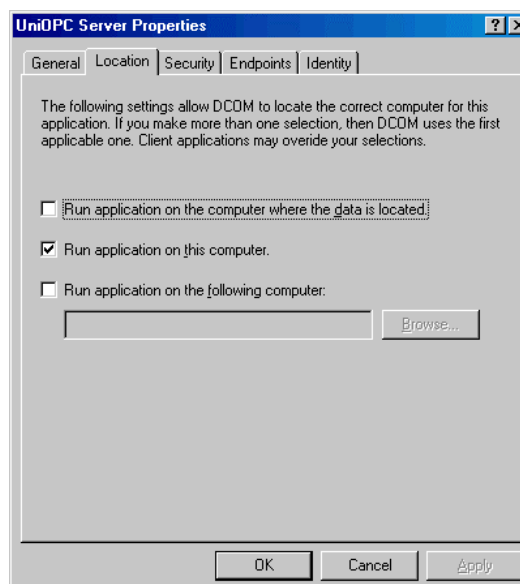 UniOPC Server Properties
General Location Security Endpoints Identity
The following settings allow DCOM to locate the correct computer for this
application. If you make more than one selection, then DCOM uses the first
applicable one. Client applications may overide your selections.
Run application on the computer where the data is located.
Run application on this computer.
Run application on the following computer:
Browse...
OK Cancel Apply